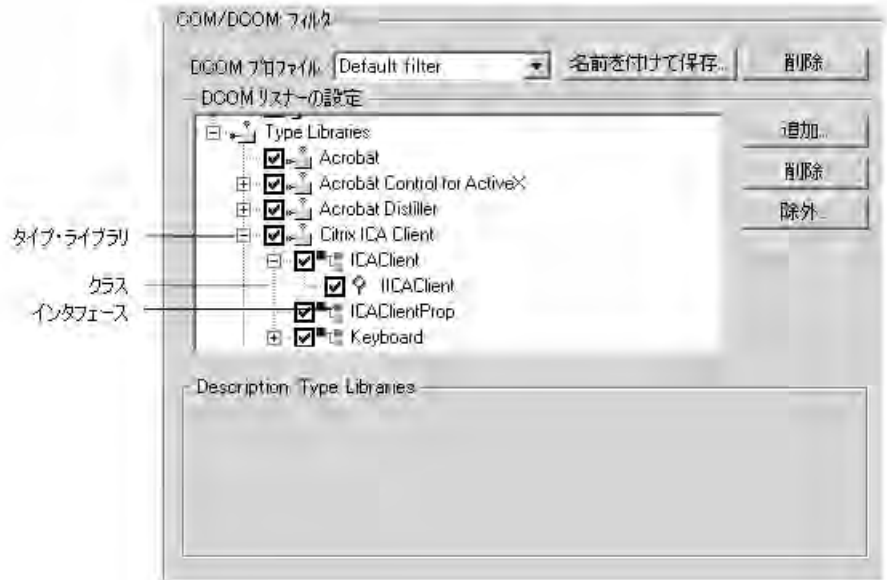 COM/DCOM フィルタ
DCOM プロファイル Default filter 名前を付けて保存... 削除
DCOM リスナーの設定
Type Libraries
Acrobat
Acrobat Control for ActiveX
Acrobat Distiller
Citrix ICA Client
ICAClient
IICAClient
ICAClientProp
Keyboard
追加...
削除
除外...
タイプ・ライブラリ
クラス
インタフェース
Description: Type Libraries